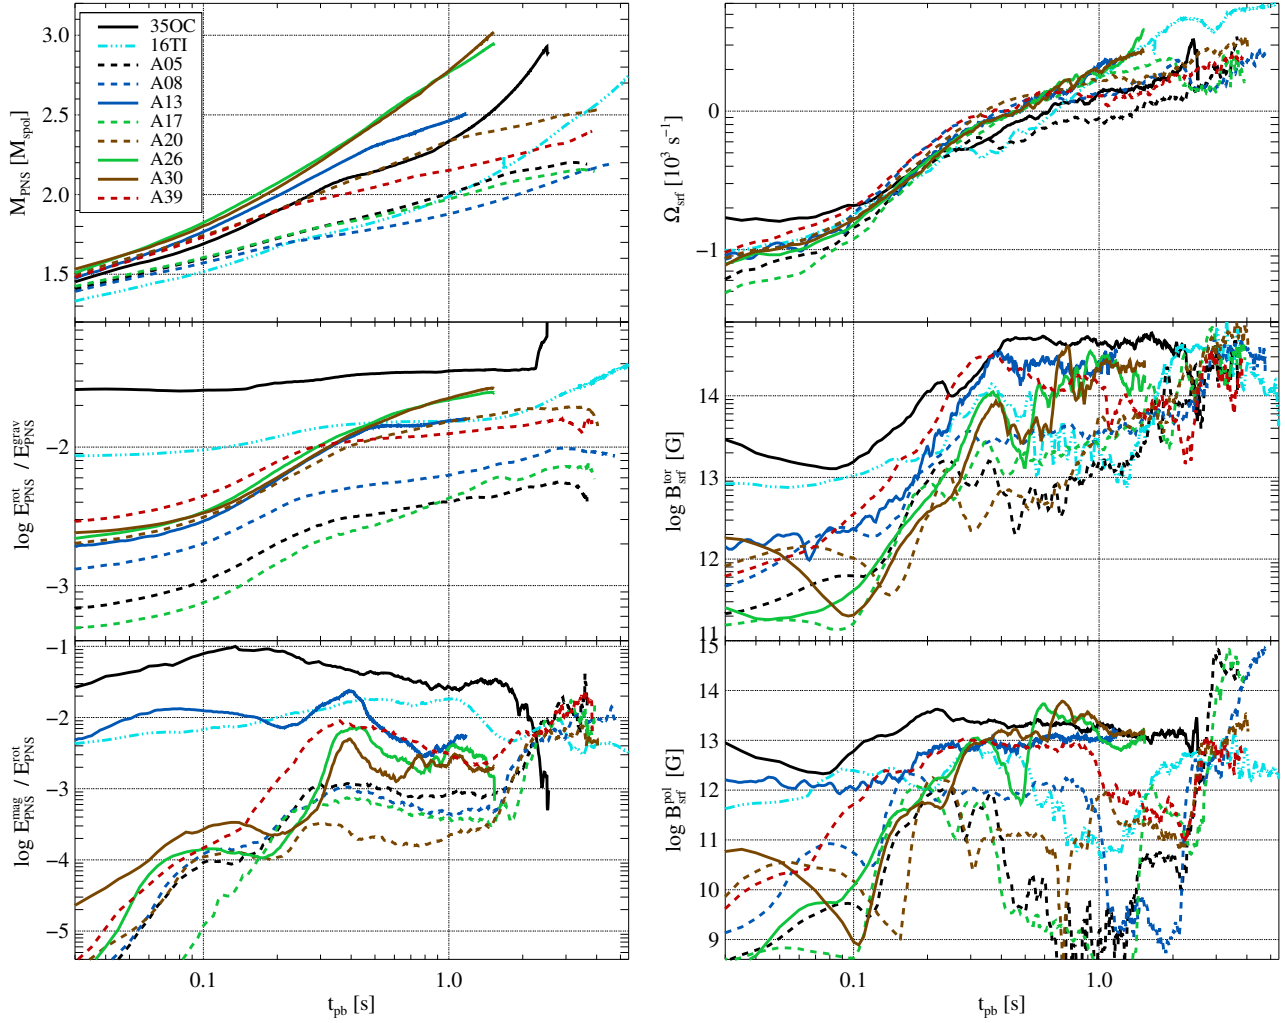 3.0
2.5
2.0
1.5
M_PNS [M_spol]
35OC
16TI
A05
A08
A13
A17
A20
A26
A30
A39
0
−1
Ω_srf [10³ s⁻¹]
−2
−3
log E^rot_PNS / E^grav_PNS
14
13
12
11
log B^tor_srf [G]
−1
−2
−3
−4
−5
log E^mag_PNS / E^rot_PNS
0.1
1.0
t_pb [s]
15
14
13
12
11
10
9
log B^pol_srf [G]
0.1
1.0
t_pb [s]